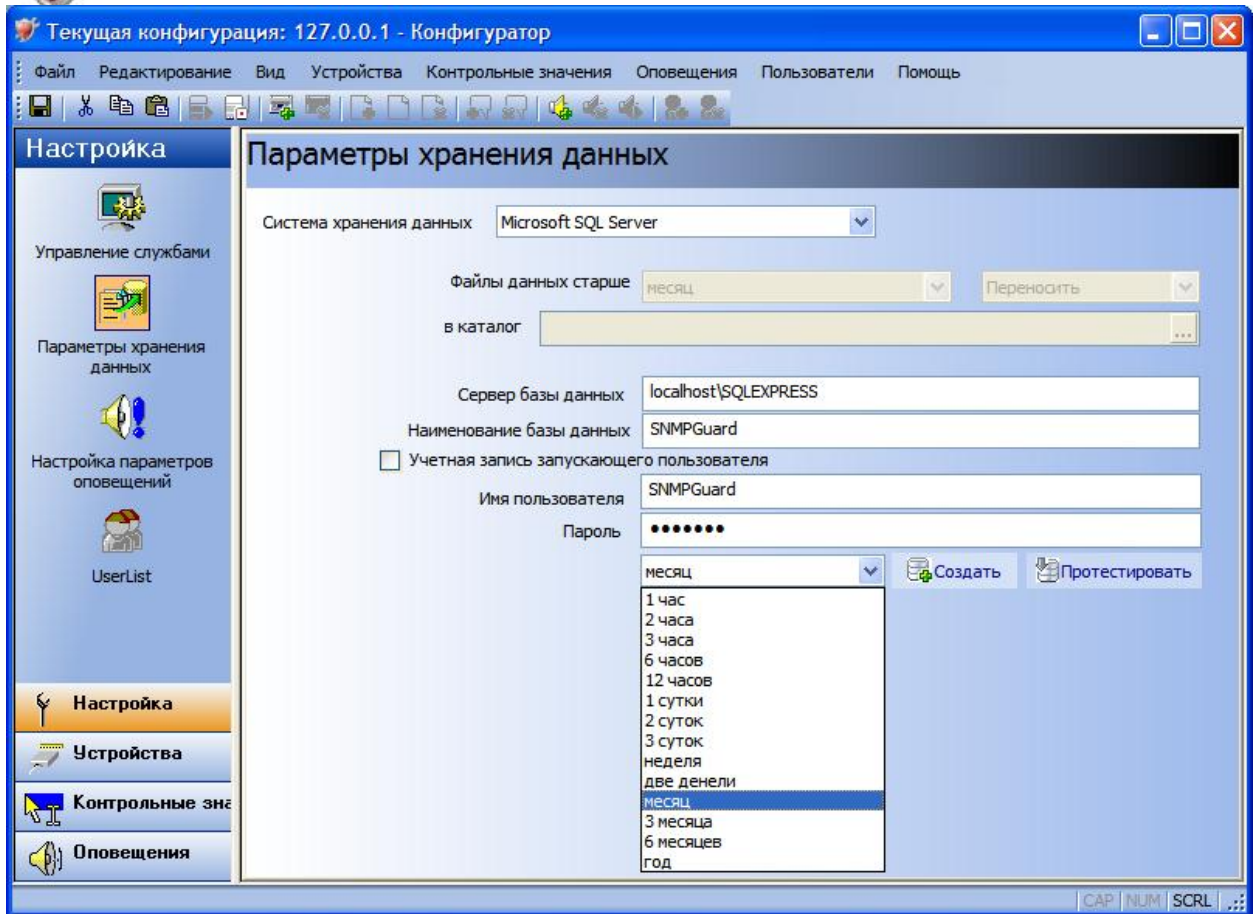 Текущая конфигурация: 127.0.0.1 - Конфигуратор
Файл Редактирование Вид Устройства Контрольные значения Оповещения Пользователи Помощь
Настройка
Управление службами
Параметры хранения
данных
Настройка параметров
оповещений
UserList
Настройка
Устройства
Контрольные зна
Оповещения
Параметры хранения данных
Система хранения данных Microsoft SQL Server
Файлы данных старше месяц Переносить
в каталог ...
Сервер базы данных localhost\SQLEXPRESS
Наименование базы данных SNMPGuard
Учетная запись запускающего пользователя
Имя пользователя SNMPGuard
Пароль •••••••
месяц Создать Протестировать
1 час
2 часа
3 часа
6 часов
12 часов
1 сутки
2 суток
3 суток
неделя
две денели
месяц
3 месяца
6 месяцев
год
CAP NUM SCRL